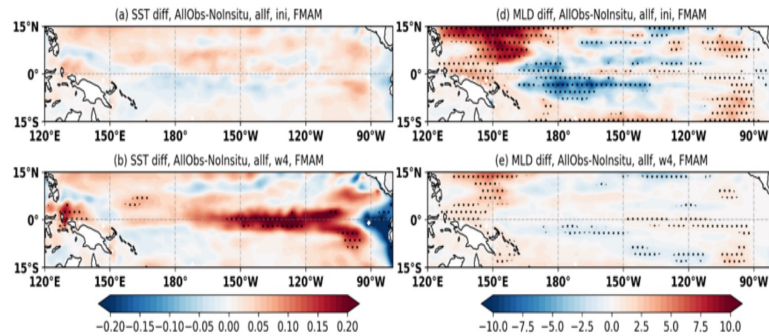 (a) SST diff, AllObs-NoInsitu, allf, ini, FMAM
15°N
0°
15°S
120°E 150°E 180° 150°W 120°W 90°W
(d) MLD diff, AllObs-NoInsitu, allf, ini, FMAM
15°N
0°
15°S
120°E 150°E 180° 150°W 120°W 90°W
(b) SST diff, AllObs-NoInsitu, allf, w4, FMAM
15°N
0°
15°S
120°E 150°E 180° 150°W 120°W 90°W
(e) MLD diff, AllObs-NoInsitu, allf, w4, FMAM
15°N
0°
15°S
120°E 150°E 180° 150°W 120°W 90°W
−0.20 −0.15 −0.10 −0.05 0.00 0.05 0.10 0.15 0.20
−10.0 −7.5 −5.0 −2.5 0.0 2.5 5.0 7.5 10.0